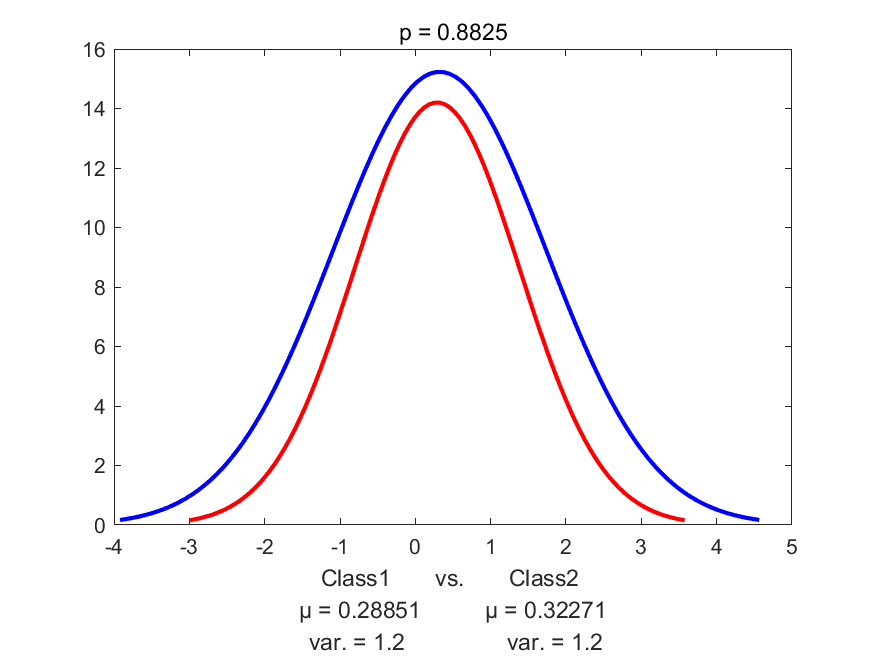 p = 0.8825
16
14
12
10
8
6
4
2
0
-4 -3 -2 -1 0 1 2 3 4 5
Class1 vs. Class2
μ = 0.28851 μ = 0.32271
var. = 1.2 var. = 1.2